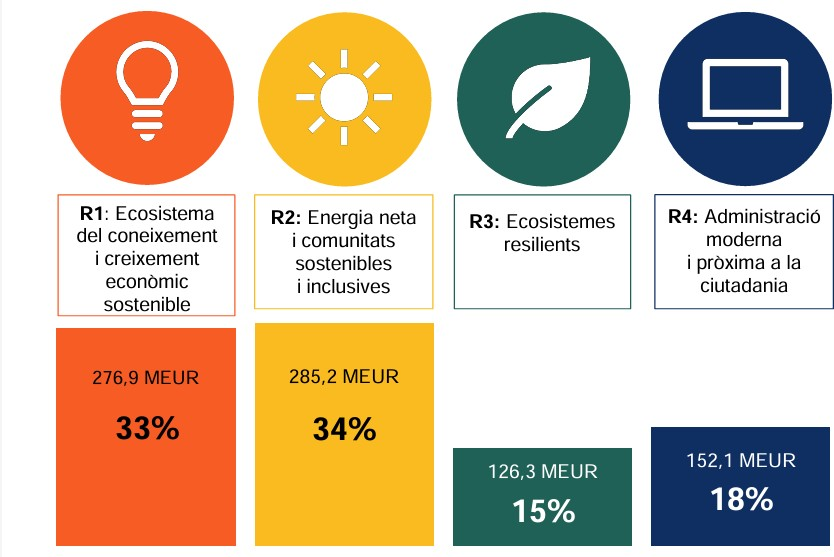 R1: Ecosistema
del coneixement
i creixement
econòmic
sostenible
R2: Energia neta
i comunitats
sostenibles
i inclusives
R3: Ecosistemes
resilients
R4: Administració
moderna
i pròxima a la
ciutadania
276,9 MEUR
33%
285,2 MEUR
34%
126,3 MEUR
15%
152,1 MEUR
18%